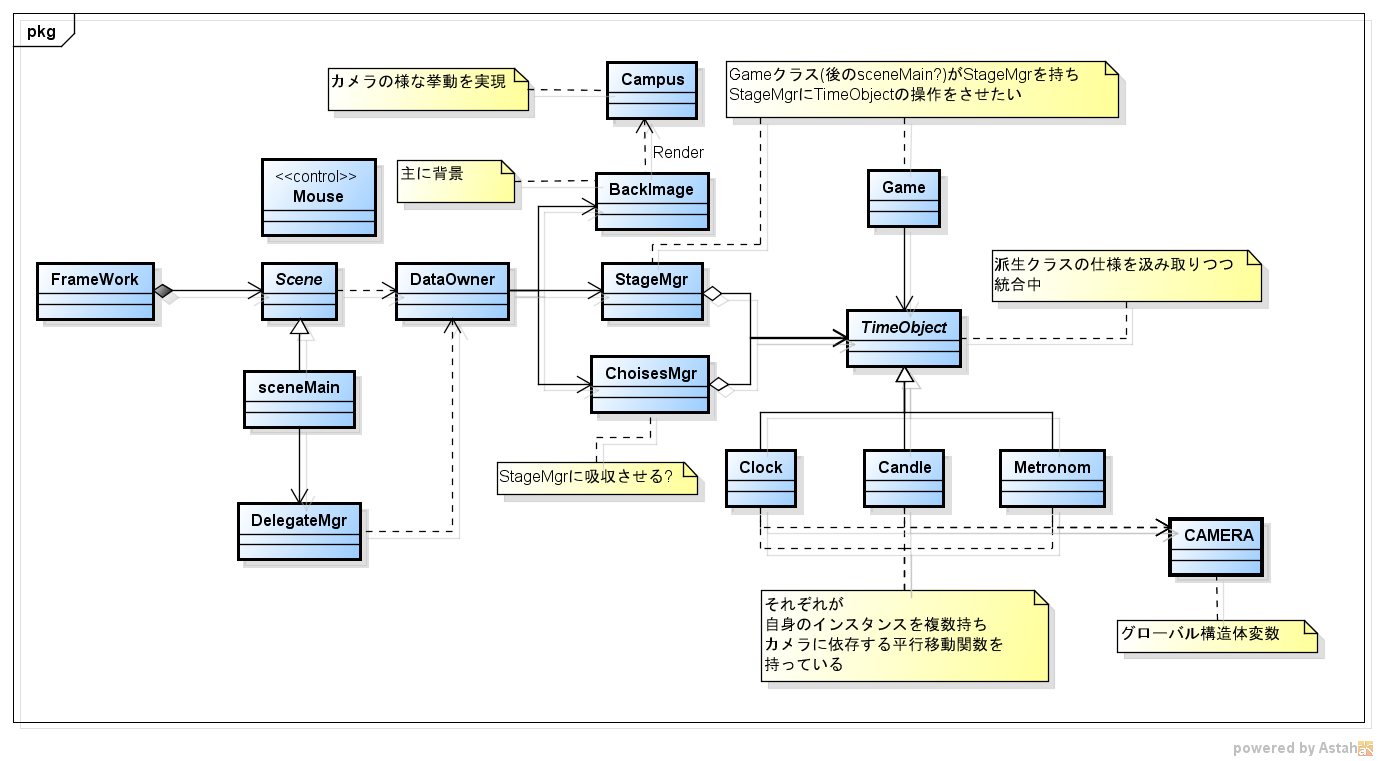 pkg
カメラの様な挙動を実現
Campus
Gameクラス(後のsceneMain?)がStageMgrを持ち
StageMgrにTimeObjectの操作をさせたい
Render
<<control>>
Mouse
主に背景
BackImage
Game
FrameWork
Scene
DataOwner
StageMgr
派生クラスの仕様を汲み取りつつ
統合中
TimeObject
sceneMain
ChoisesMgr
StageMgrに吸収させる?
Clock
Candle
Metronom
DelegateMgr
CAMERA
それぞれが
自身のインスタンスを複数持ち
カメラに依存する平行移動関数を
持っている
グローバル構造体変数
powered by Astah